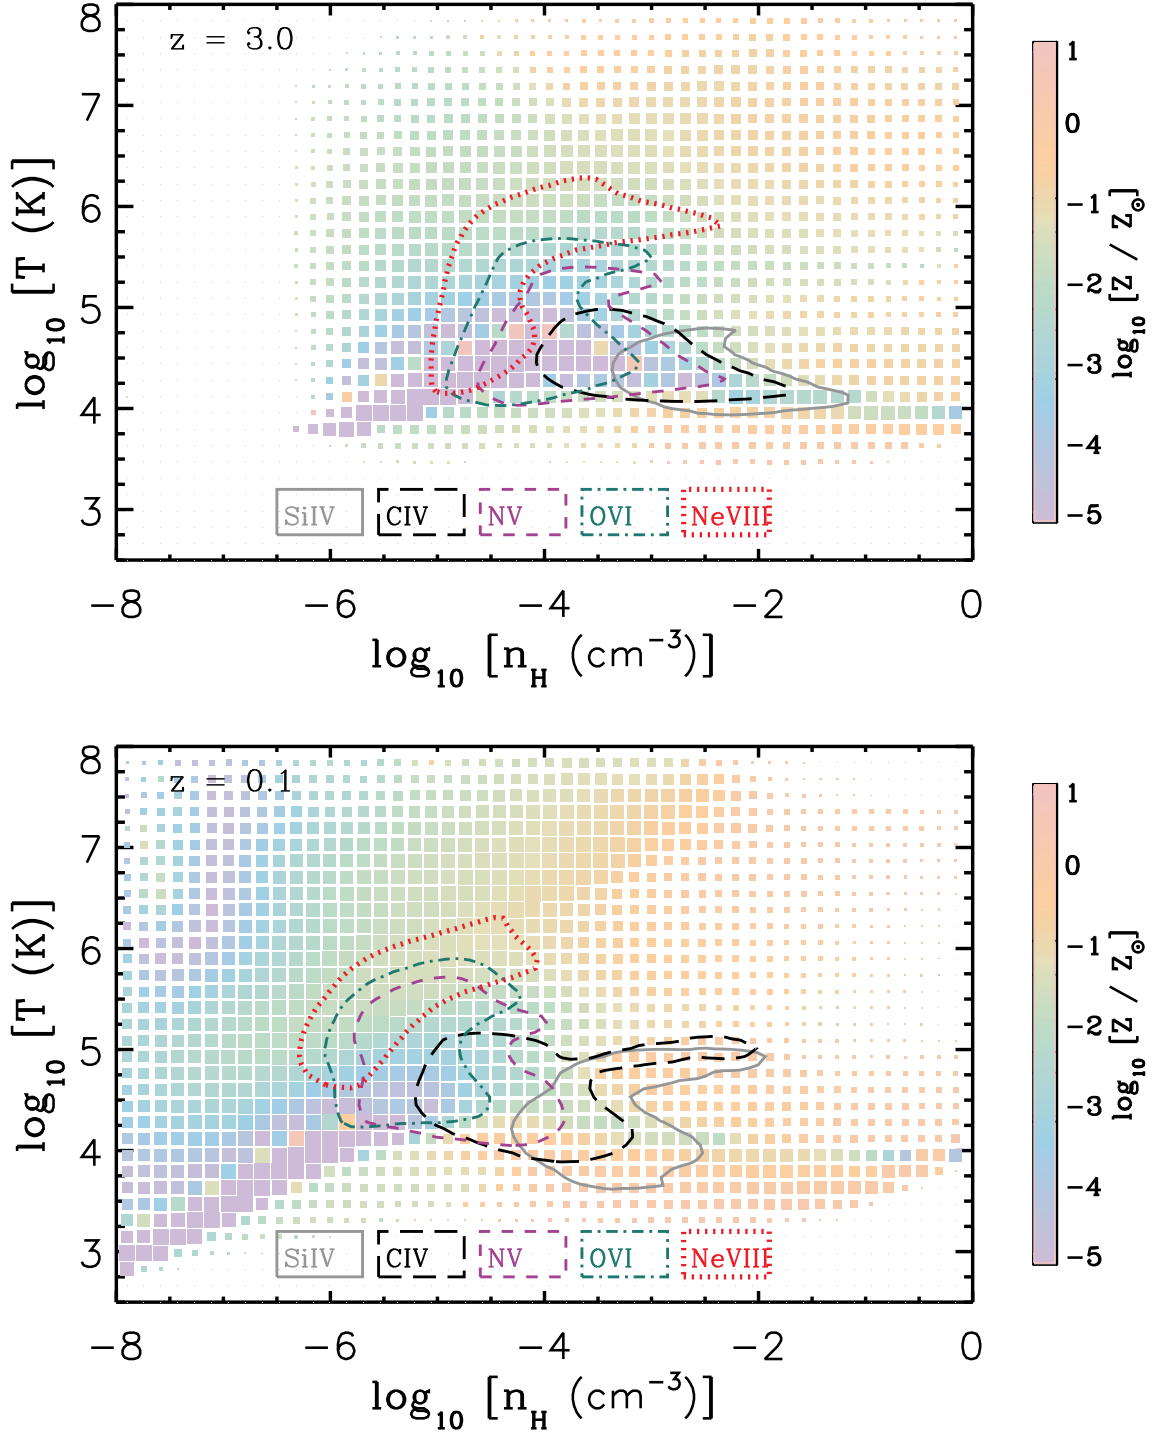 8
z = 3.0
7
6
5
4
3
log₁₀ [T (K)]
SiIV CIV NV OVI NeVIII
-8 -6 -4 -2 0
log₁₀ [n_H (cm⁻³)]
1
0
-1
-2
-3
-4
-5
log₁₀ [Z / Z⊙]
8
z = 0.1
7
6
5
4
3
log₁₀ [T (K)]
SiIV CIV NV OVI NeVIII
-8 -6 -4 -2 0
log₁₀ [n_H (cm⁻³)]
1
0
-1
-2
-3
-4
-5
log₁₀ [Z / Z⊙]